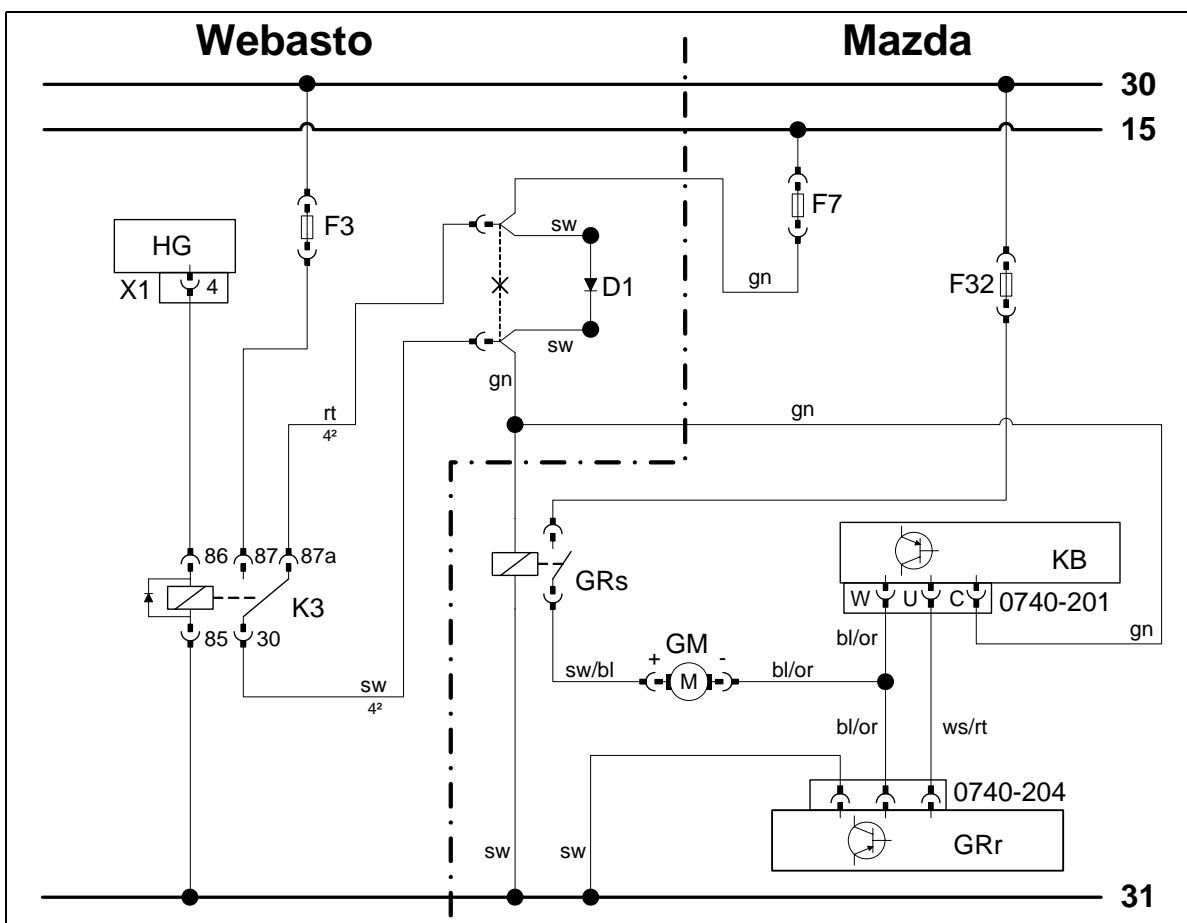 Webasto
Mazda
30
15
F3
F7
HG
X1
4
sw
D1
gn
F32
sw
gn
gn
rt
4²
86
87
87a
KB
GRs
K3
W
U
C
0740-201
85
30
bl/or
gn
GM
sw
4²
sw/bl
+
M
-
bl/or
bl/or
ws/rt
0740-204
GRr
sw
sw
31